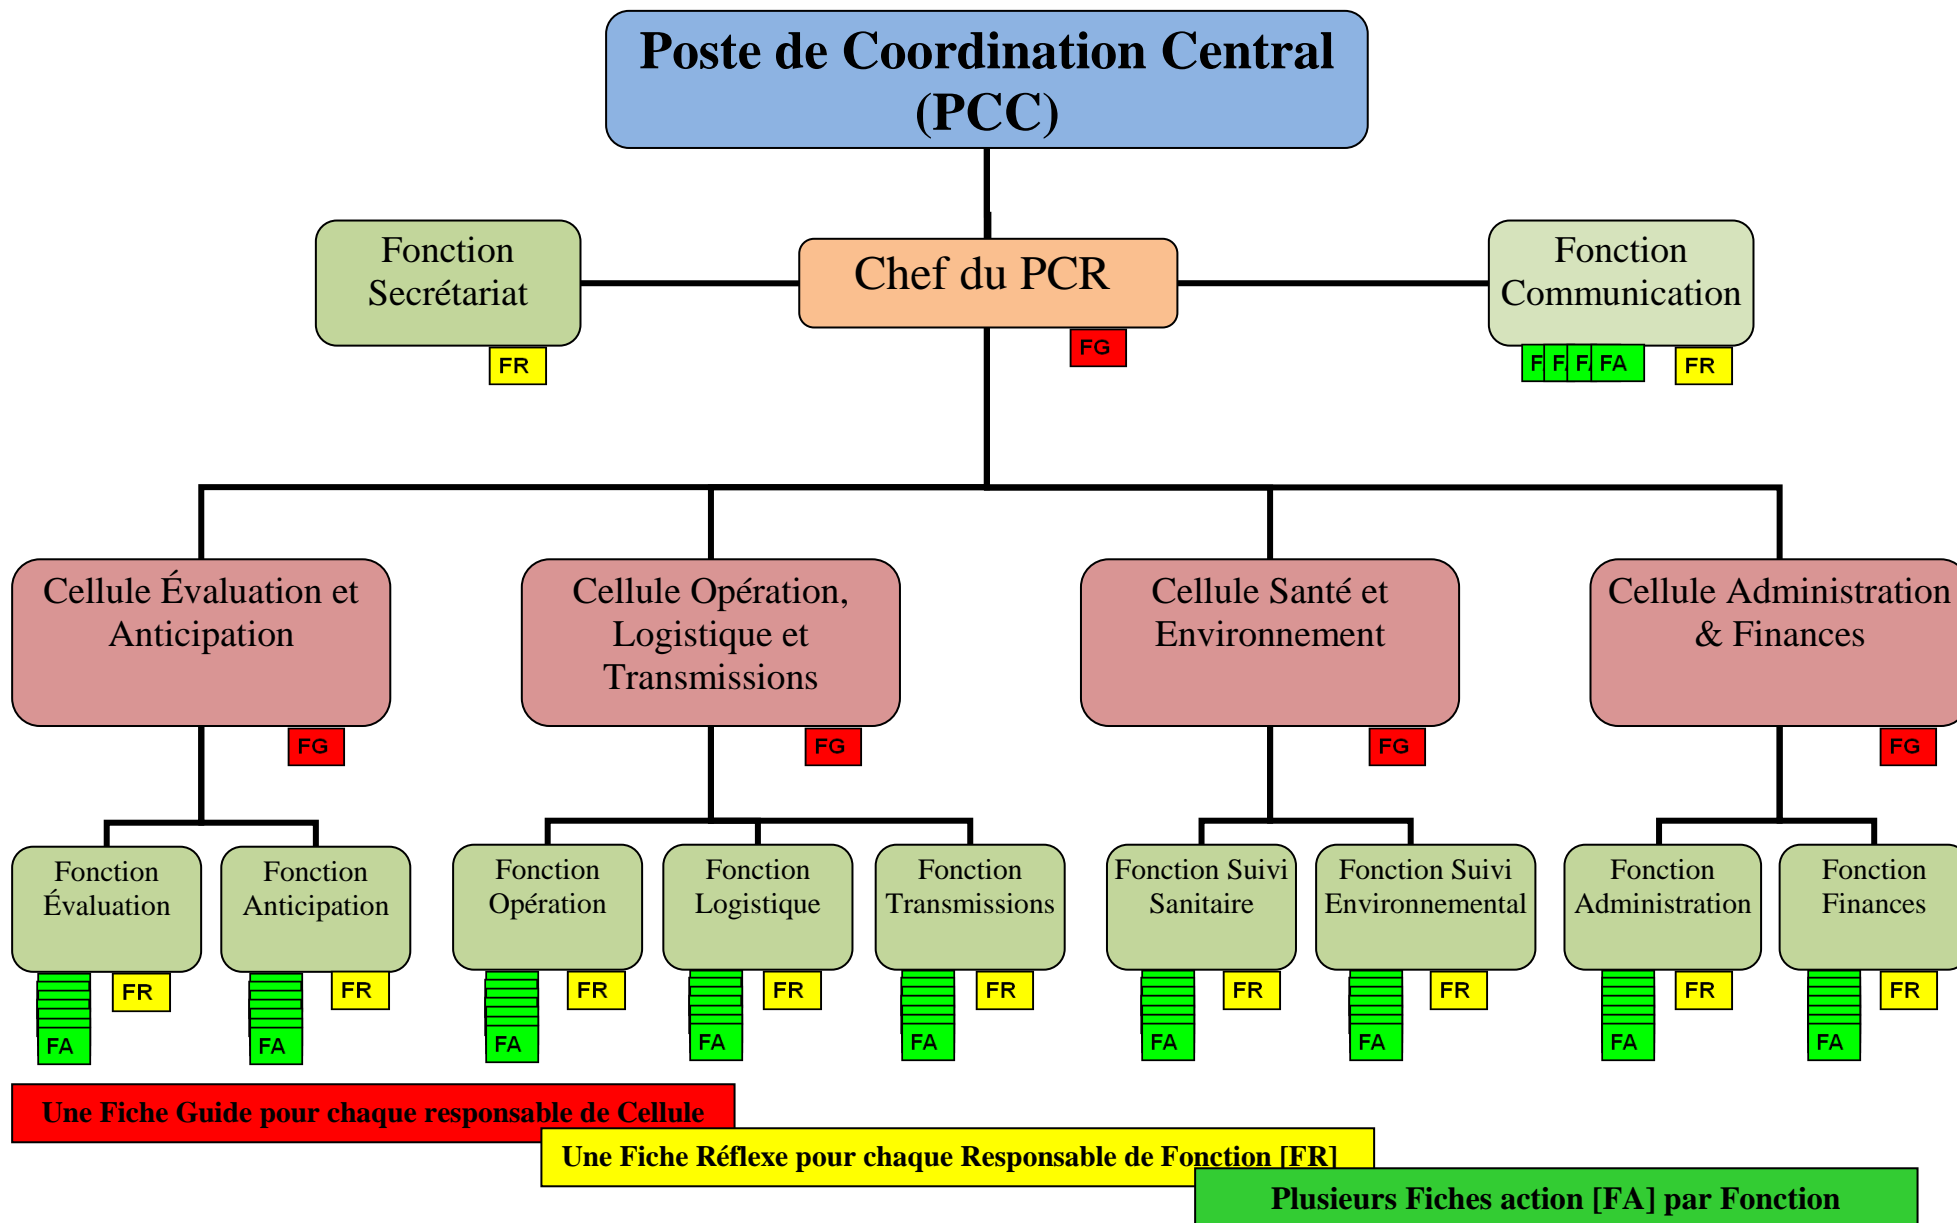 Poste de Coordination Central
(PCC)
Fonction
Secrétariat
FR
Chef du PCR
FG
Fonction
Communication
F
F
F
FA
FR
Cellule Évaluation et
Anticipation
FG
Cellule Opération,
Logistique et
Transmissions
FG
Cellule Santé et
Environnement
FG
Cellule Administration
& Finances
FG
Fonction
Évaluation
FA
FR
Fonction
Anticipation
FA
FR
Fonction
Opération
FA
FR
Fonction
Logistique
FA
FR
Fonction
Transmissions
FA
FR
Fonction Suivi
Sanitaire
FA
FR
Fonction Suivi
Environnemental
FA
FR
Fonction
Administration
FA
FR
Fonction
Finances
FA
FR
Une Fiche Guide pour chaque responsable de Cellule
Une Fiche Réflexe pour chaque Responsable de Fonction [FR]
Plusieurs Fiches action [FA] par Fonction